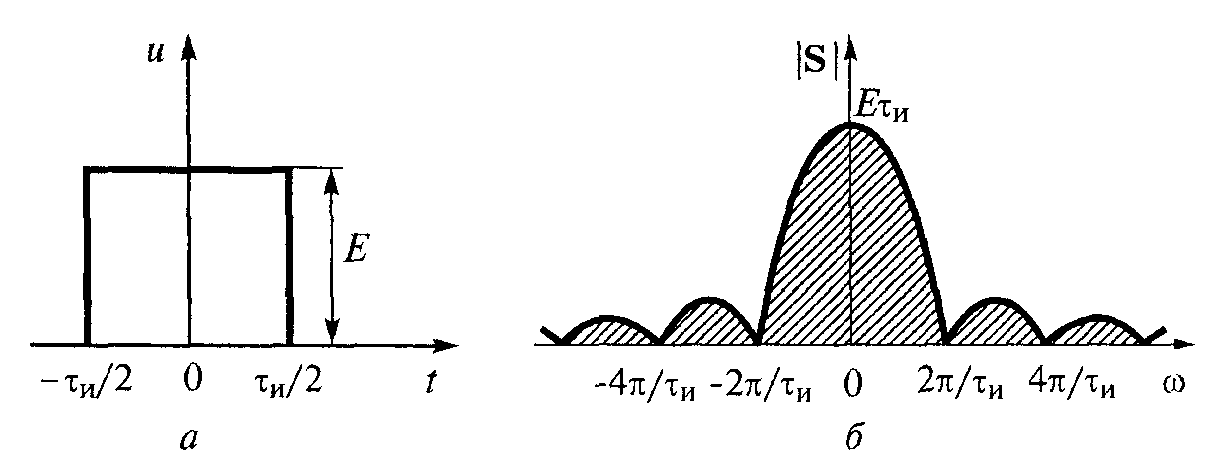 u
E
-τи/2 0 τи/2 t
а
|S|
Eτи
-4π/τи -2π/τи 0 2π/τи 4π/τи ω
б